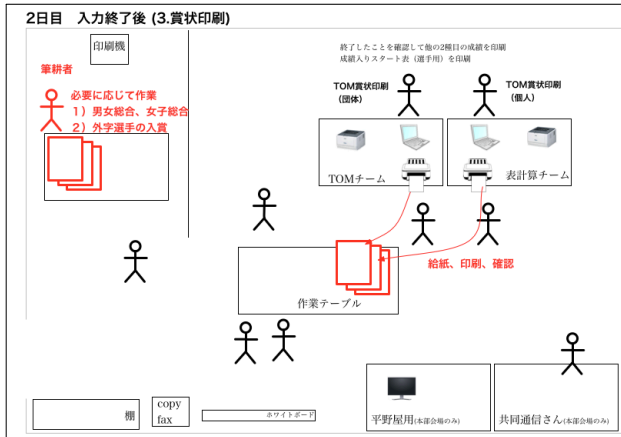 2日目　入力終了後 (3.賞状印刷)
印刷機
終了したことを確認して他の2種目の成績を印刷
成績入りスタート表（選手用）を印刷
筆耕者
必要に応じて作業
1）男女総合、女子総合
2）外字選手の入賞
TOM賞状印刷
(団体)
TOM賞状印刷
(個人)
TOMチーム
表計算チーム
給紙、印刷、確認
作業テーブル
棚
copy
fax
ホワイトボード
平野屋用(本部会場のみ)
共同通信さん(本部会場のみ)